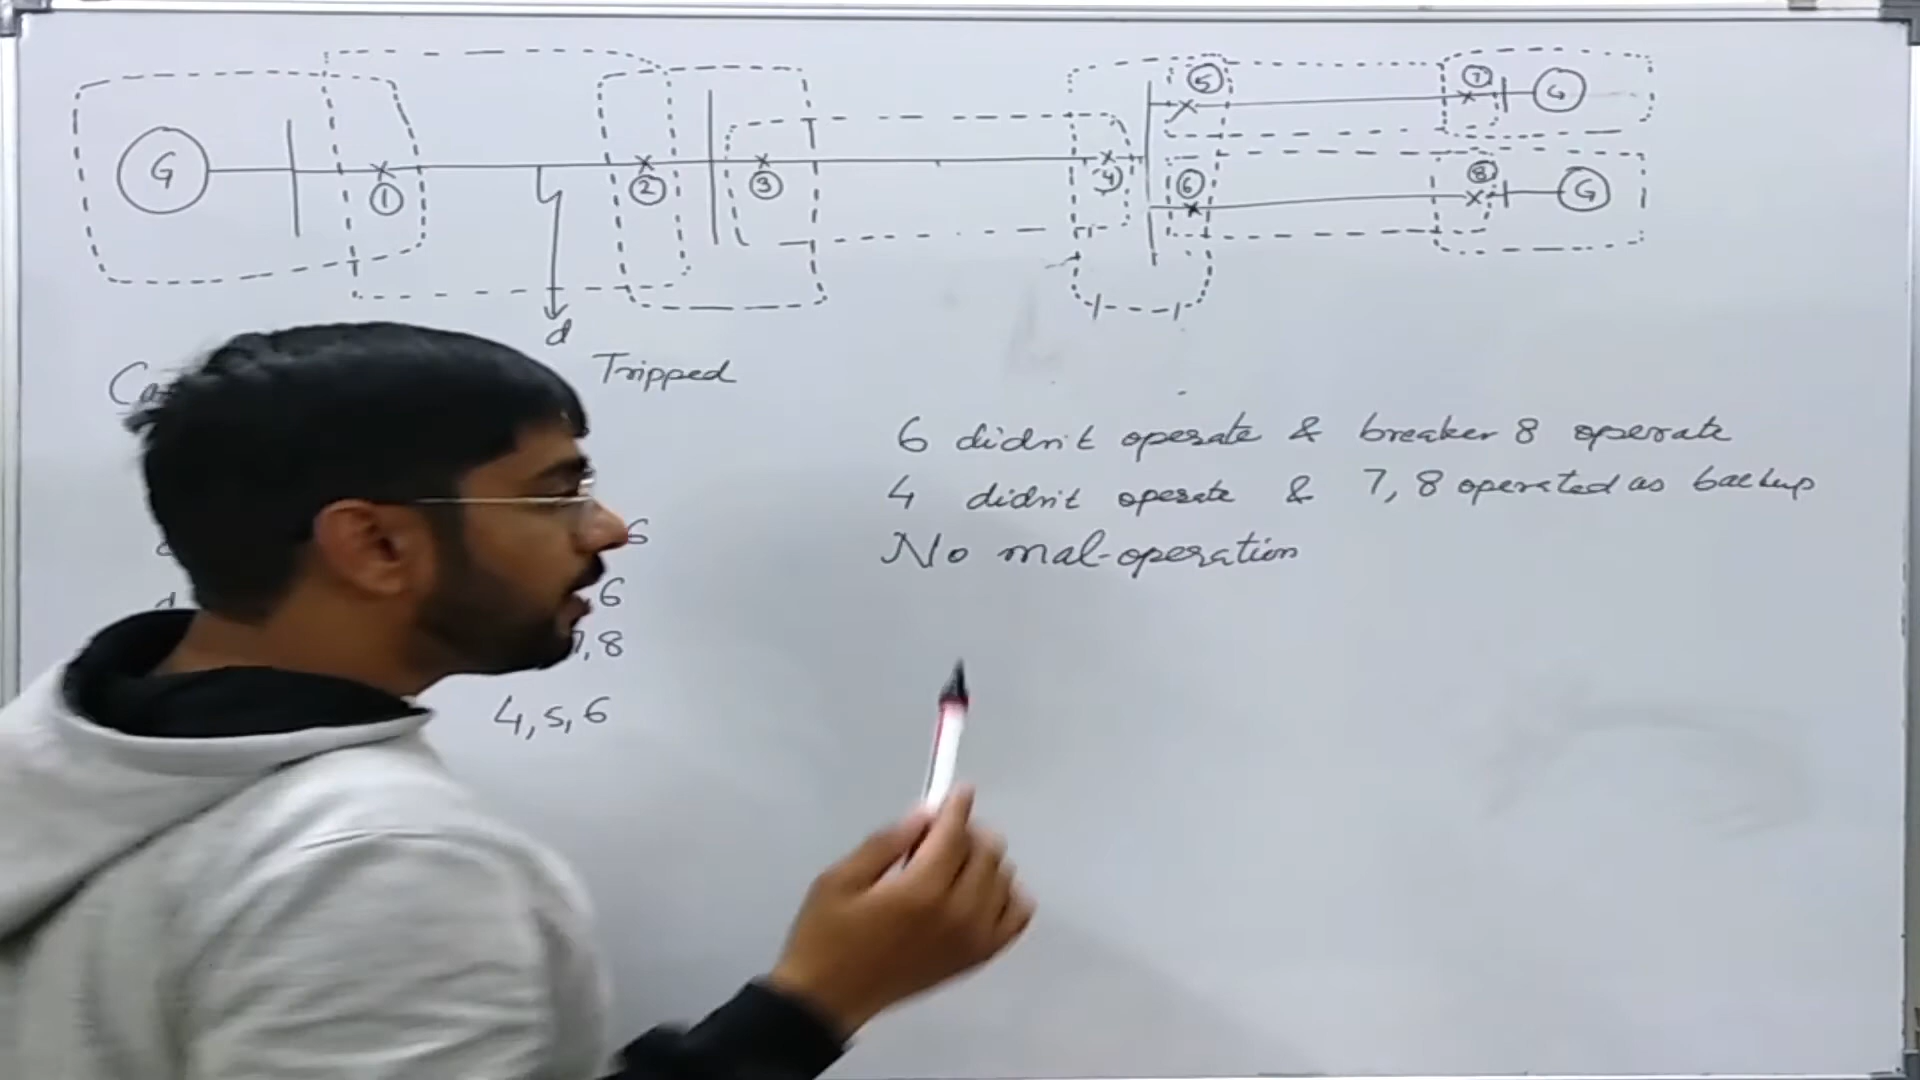 G
1
2
3
4
5
6
7
8
G
G
d
Tripped
6 didn't operate & breaker 8 operate
4 didn't operate & 7, 8 operated as backup
No mal-operation
6
,6
7,8
4, 5, 6